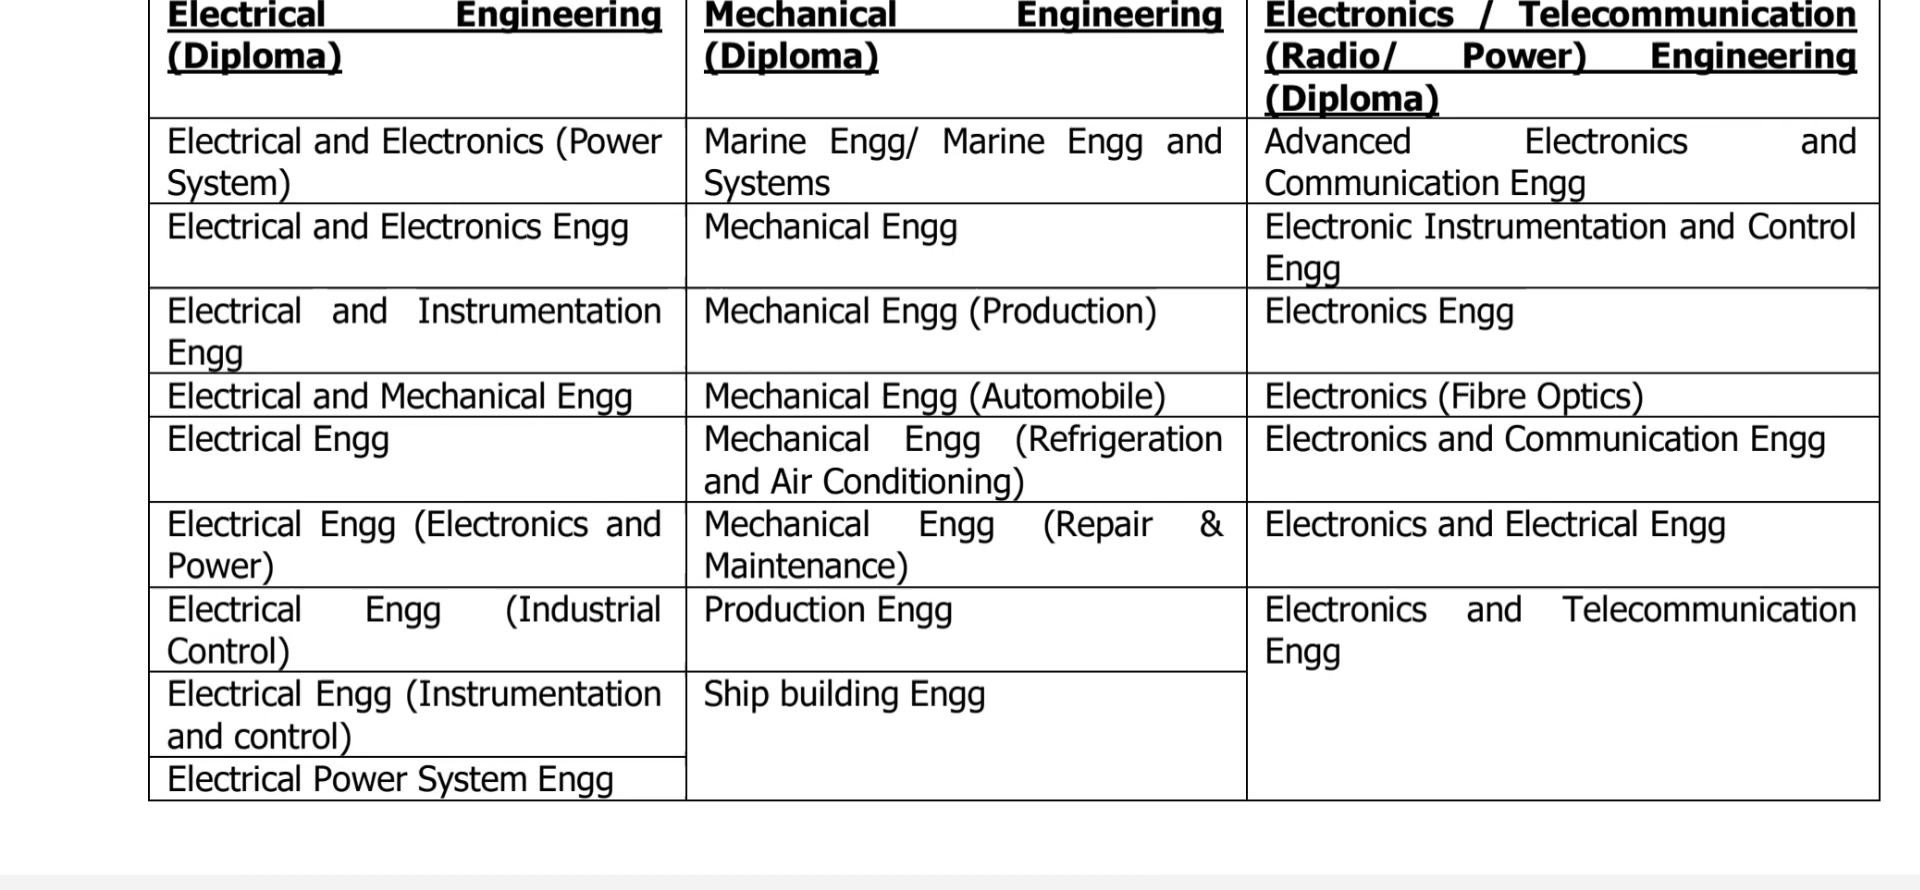 Electrical Engineering
(Diploma)
Mechanical Engineering
(Diploma)
Electronics / Telecommunication
(Radio/ Power) Engineering
(Diploma)
Electrical and Electronics (Power
System)
Marine Engg/ Marine Engg and
Systems
Advanced Electronics and
Communication Engg
Electrical and Electronics Engg
Mechanical Engg
Electronic Instrumentation and Control
Engg
Electrical and Instrumentation
Engg
Mechanical Engg (Production)
Electronics Engg
Electrical and Mechanical Engg
Mechanical Engg (Automobile)
Electronics (Fibre Optics)
Electrical Engg
Mechanical Engg (Refrigeration
and Air Conditioning)
Electronics and Communication Engg
Electrical Engg (Electronics and
Power)
Mechanical Engg (Repair &
Maintenance)
Electronics and Electrical Engg
Electrical Engg (Industrial
Control)
Production Engg
Electronics and Telecommunication
Engg
Electrical Engg (Instrumentation
and control)
Ship building Engg
Electrical Power System Engg